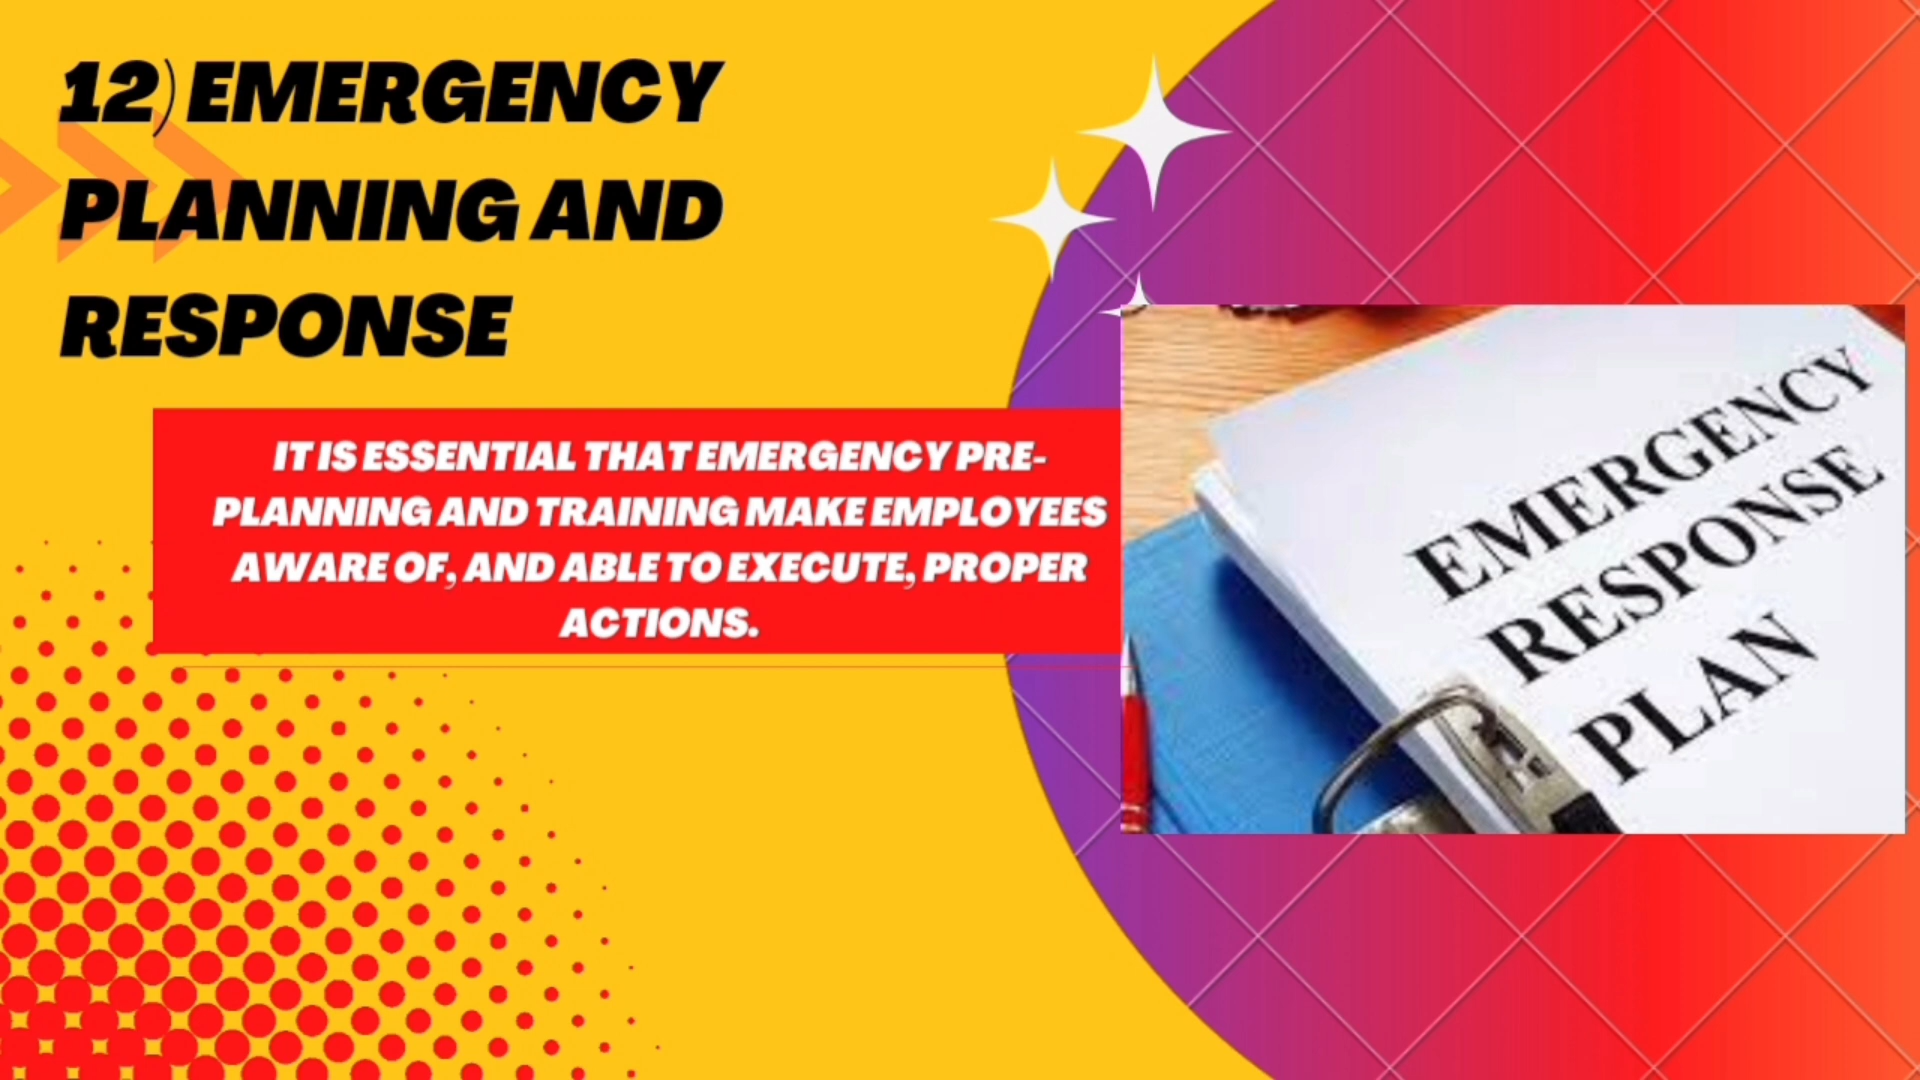 12) EMERGENCY
PLANNING AND
RESPONSE
IT IS ESSENTIAL THAT EMERGENCY PRE-
PLANNING AND TRAINING MAKE EMPLOYEES
AWARE OF, AND ABLE TO EXECUTE, PROPER
ACTIONS.
EMERGENCY
RESPONSE
PLAN